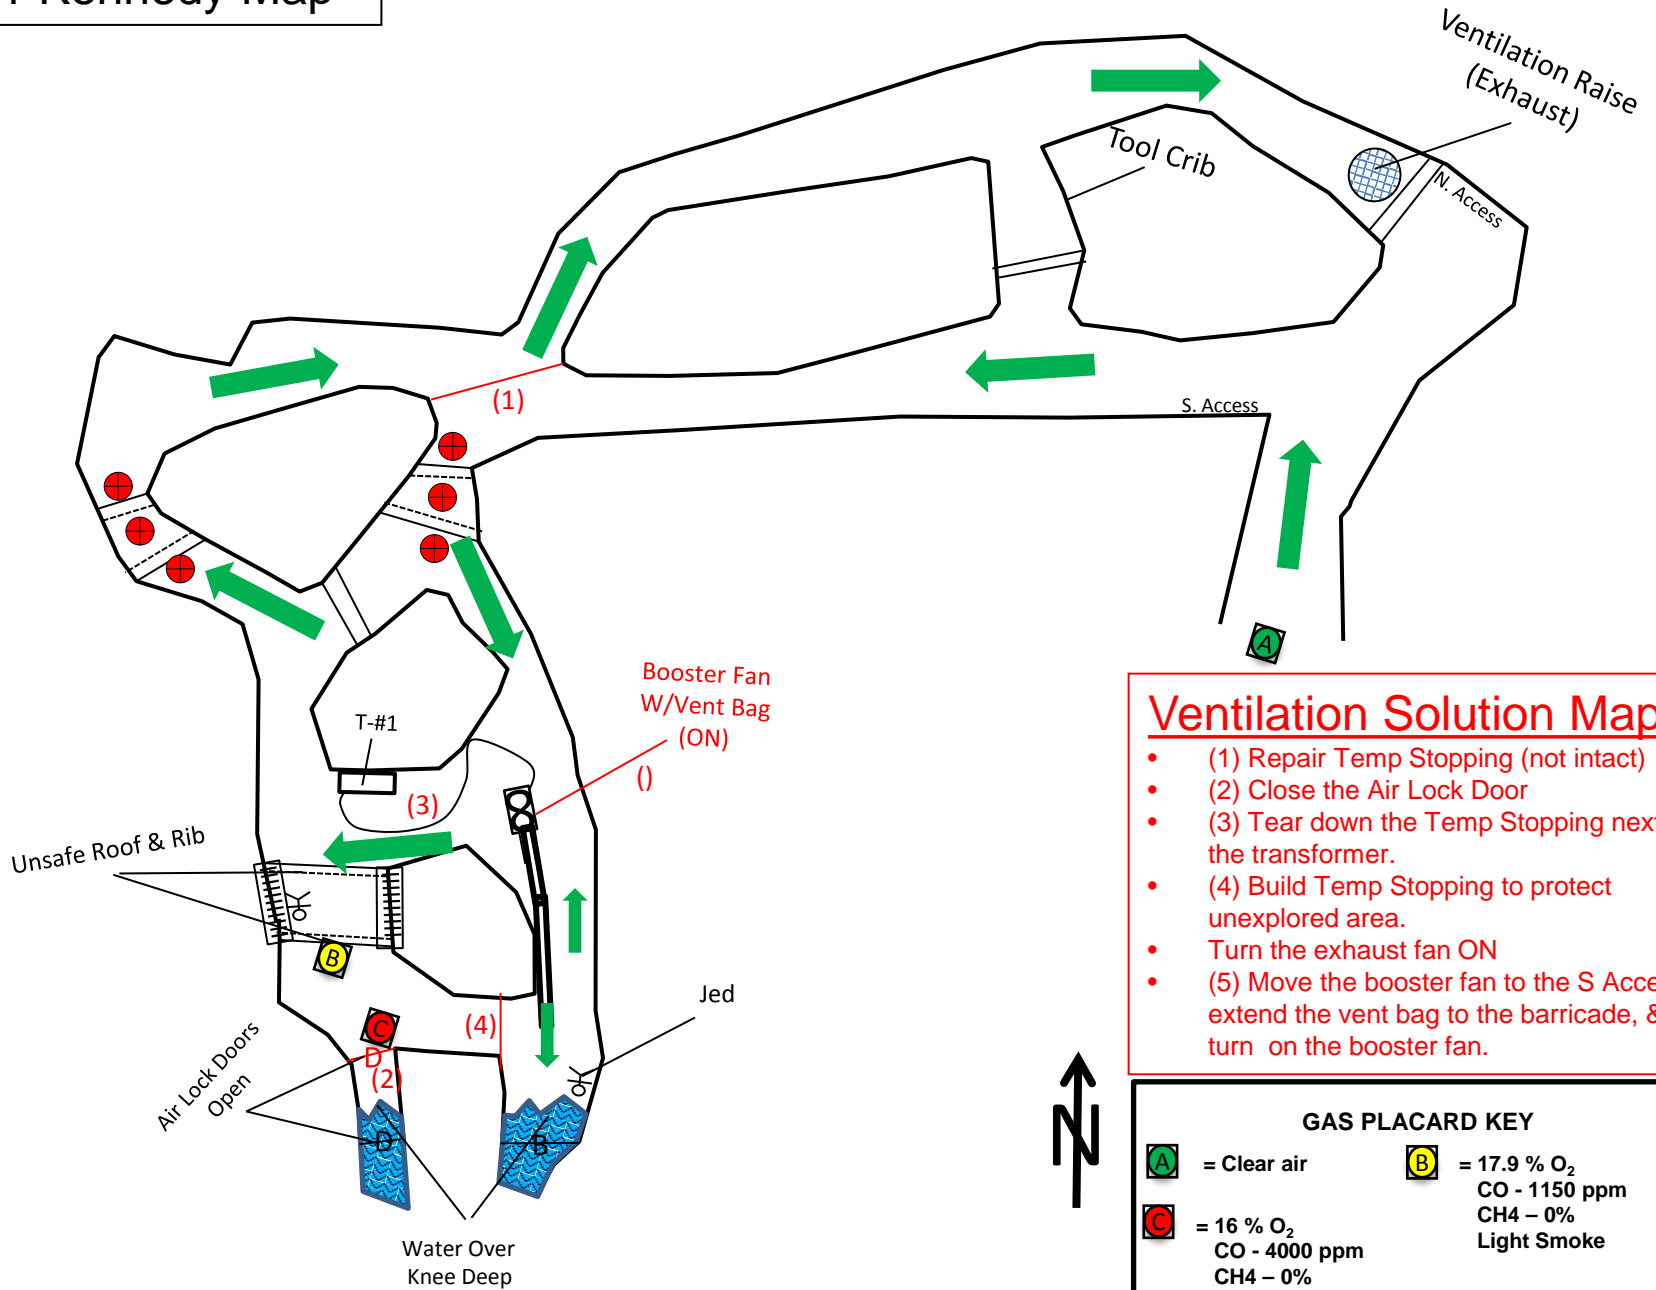 Kennedy Map
Ventilation Raise
(Exhaust)
Tool Crib
N. Access
(1)
S. Access
A
Booster Fan
W/Vent Bag
(ON)
()
T-#1
(3)
Unsafe Roof & Rib
B
C
(4)
Jed
D
(2)
Air Lock Doors
Open
D
B
Water Over
Knee Deep
N
Ventilation Solution Map
• (1) Repair Temp Stopping (not intact)
• (2) Close the Air Lock Door
• (3) Tear down the Temp Stopping next
the transformer.
• (4) Build Temp Stopping to protect
unexplored area.
• Turn the exhaust fan ON
• (5) Move the booster fan to the S Acce
extend the vent bag to the barricade, &
turn on the booster fan.
GAS PLACARD KEY
A = Clear air
B = 17.9 % O₂
CO - 1150 ppm
CH4 – 0%
Light Smoke
C = 16 % O₂
CO - 4000 ppm
CH4 – 0%